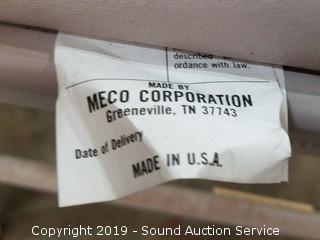 described
ordance with law.
MADE BY
MECO CORPORATION
Greeneville, TN 37743
Date of Delivery
MADE IN U.S.A.
Copyright 2019 - Sound Auction Service